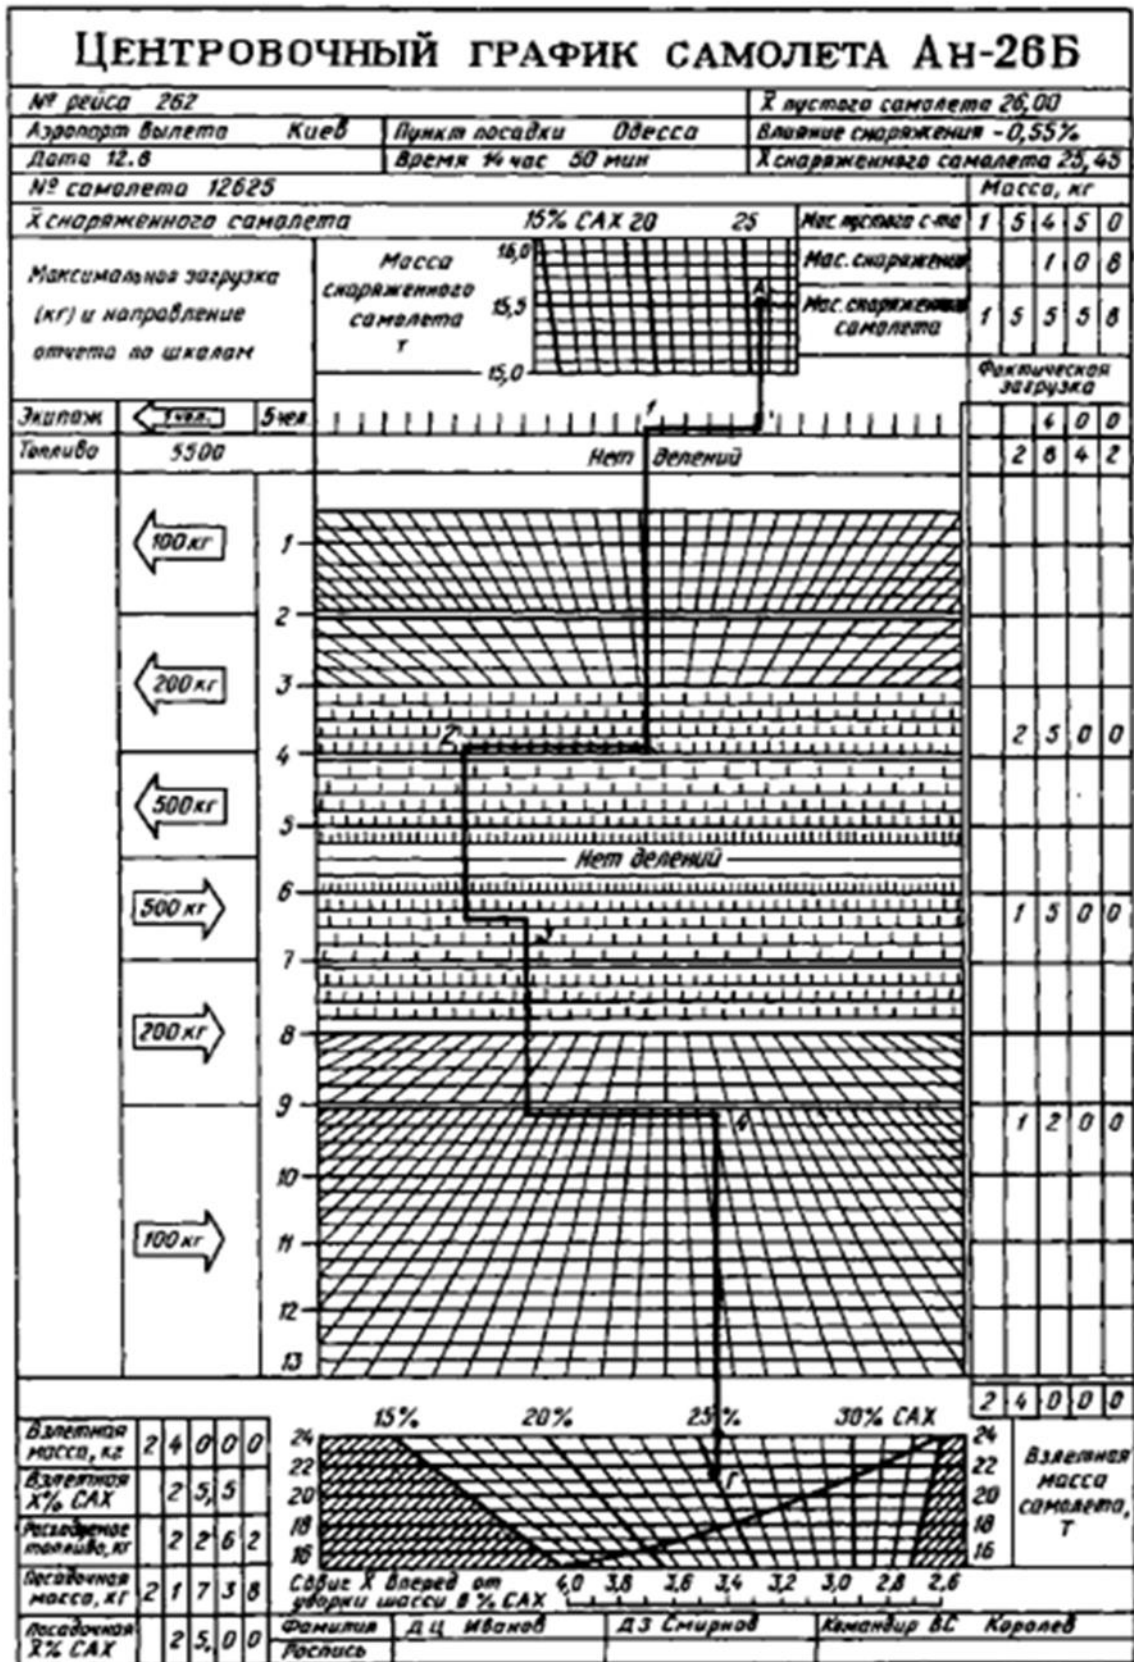 ЦЕНТРОВОЧНЫЙ ГРАФИК САМОЛЕТА АН-26Б
№ рейса 262
X̄ пустого самолета 26,00
Аэропорт вылета Киев Пункт посадки Одесса Влияние снаряжения -0,55%
Дата 12.8 Время 14 час 50 мин X̄ снаряженного самолета 25,45
№ самолета 12625 Масса, кг
X̄ снаряженного самолета 15% САХ 20 25 Мас. пустого с-та 1 5 4 5 0
Максимальная загрузка
(кг) и направление
отчета по шкалам
Масса
снаряженного
самолета
т
16,0
15,5
15,0
А
Мас. снаряжения 1 0 8
Мас. снаряженного
самолета 1 5 5 5 8
Фактическая
загрузка
Экипаж 1 чел. 5 чел 1 4 0 0
Топливо 5500 Нет делений 2 8 4 2
100 кг 1
2
200 кг 3
2 4 2 5 0 0
500 кг 5
Нет делений
500 кг 6 1 5 0 0
7
200 кг 8
9
4 1 2 0 0
10
100 кг 11
12
13
2 4 0 0 0
15% 20% 25% 30% САХ
24 22 20 18 16
Г
24 22 20 18 16
Взлетная
масса
самолета,
Т
Взлетная
масса, кг 2 4 0 0 0
Взлетная
X̄% САХ 2 5, 5
Расходуемое
топливо, кг 2 2 6 2
Посадочная
масса, кг 2 1 7 3 8
Посадочная
X̄% САХ 2 5, 0 0
Сдвиг X̄ вперед от
уборки шасси в % САХ
4,0 3,8 3,6 3,4 3,2 3,0 2,8 2,6
Фамилия ДЦ Иванов ДЗ Смирнов Командир ВС Королев
Роспись